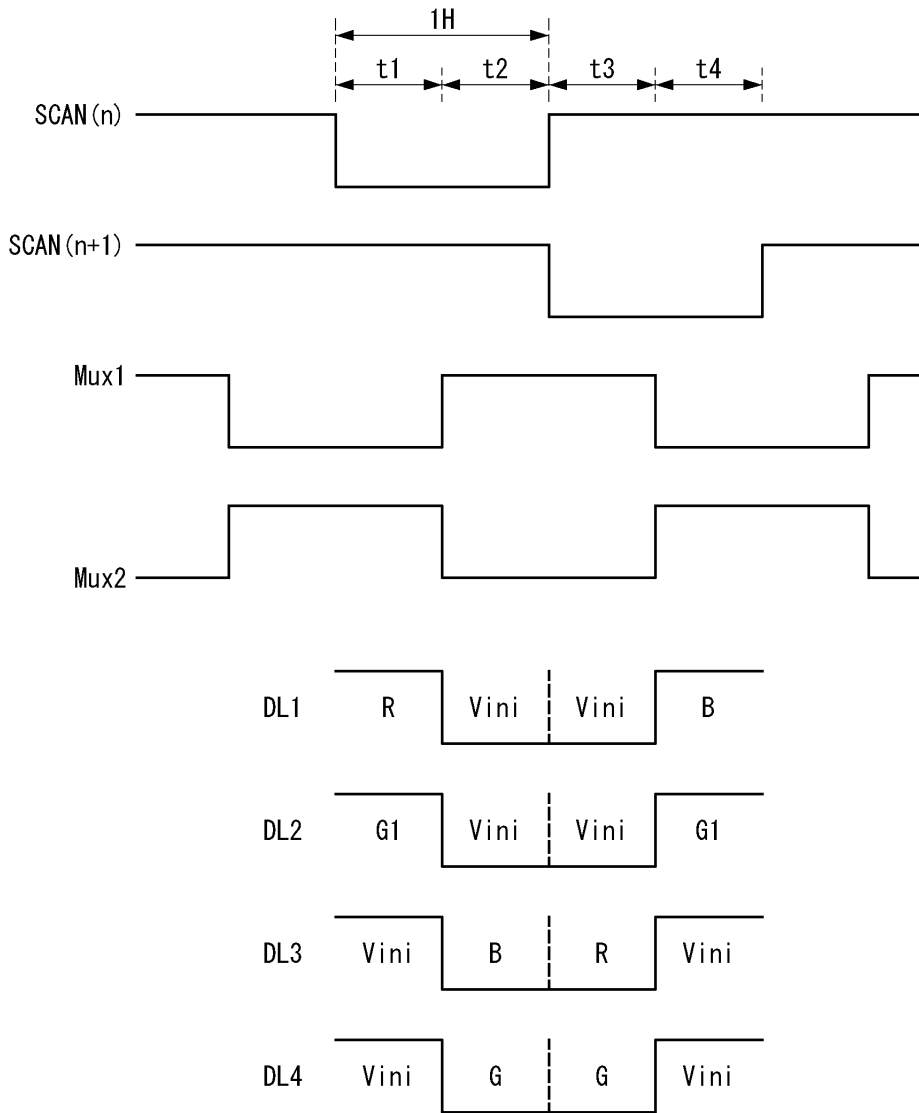 1H
t1 t2 t3 t4
SCAN(n)
SCAN(n+1)
Mux1
Mux2
DL1 R Vini Vini B
DL2 G1 Vini Vini G1
DL3 Vini B R Vini
DL4 Vini G G Vini